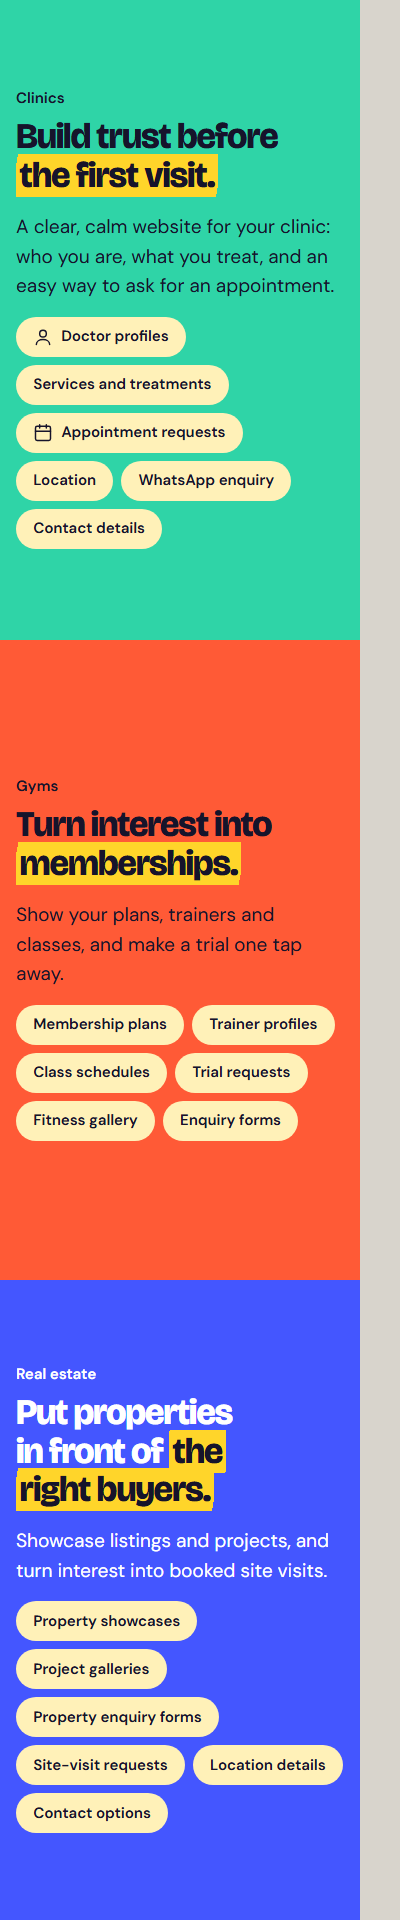 Clinics
Build trust before
the first visit.
A clear, calm website for your clinic:
who you are, what you treat, and an
easy way to ask for an appointment.
Doctor profiles
Services and treatments
Appointment requests
Location WhatsApp enquiry
Contact details
Gyms
Turn interest into
memberships.
Show your plans, trainers and
classes, and make a trial one tap
away.
Membership plans Trainer profiles
Class schedules Trial requests
Fitness gallery Enquiry forms
Real estate
Put properties
in front of the
right buyers.
Showcase listings and projects, and
turn interest into booked site visits.
Property showcases
Project galleries
Property enquiry forms
Site-visit requests Location details
Contact options